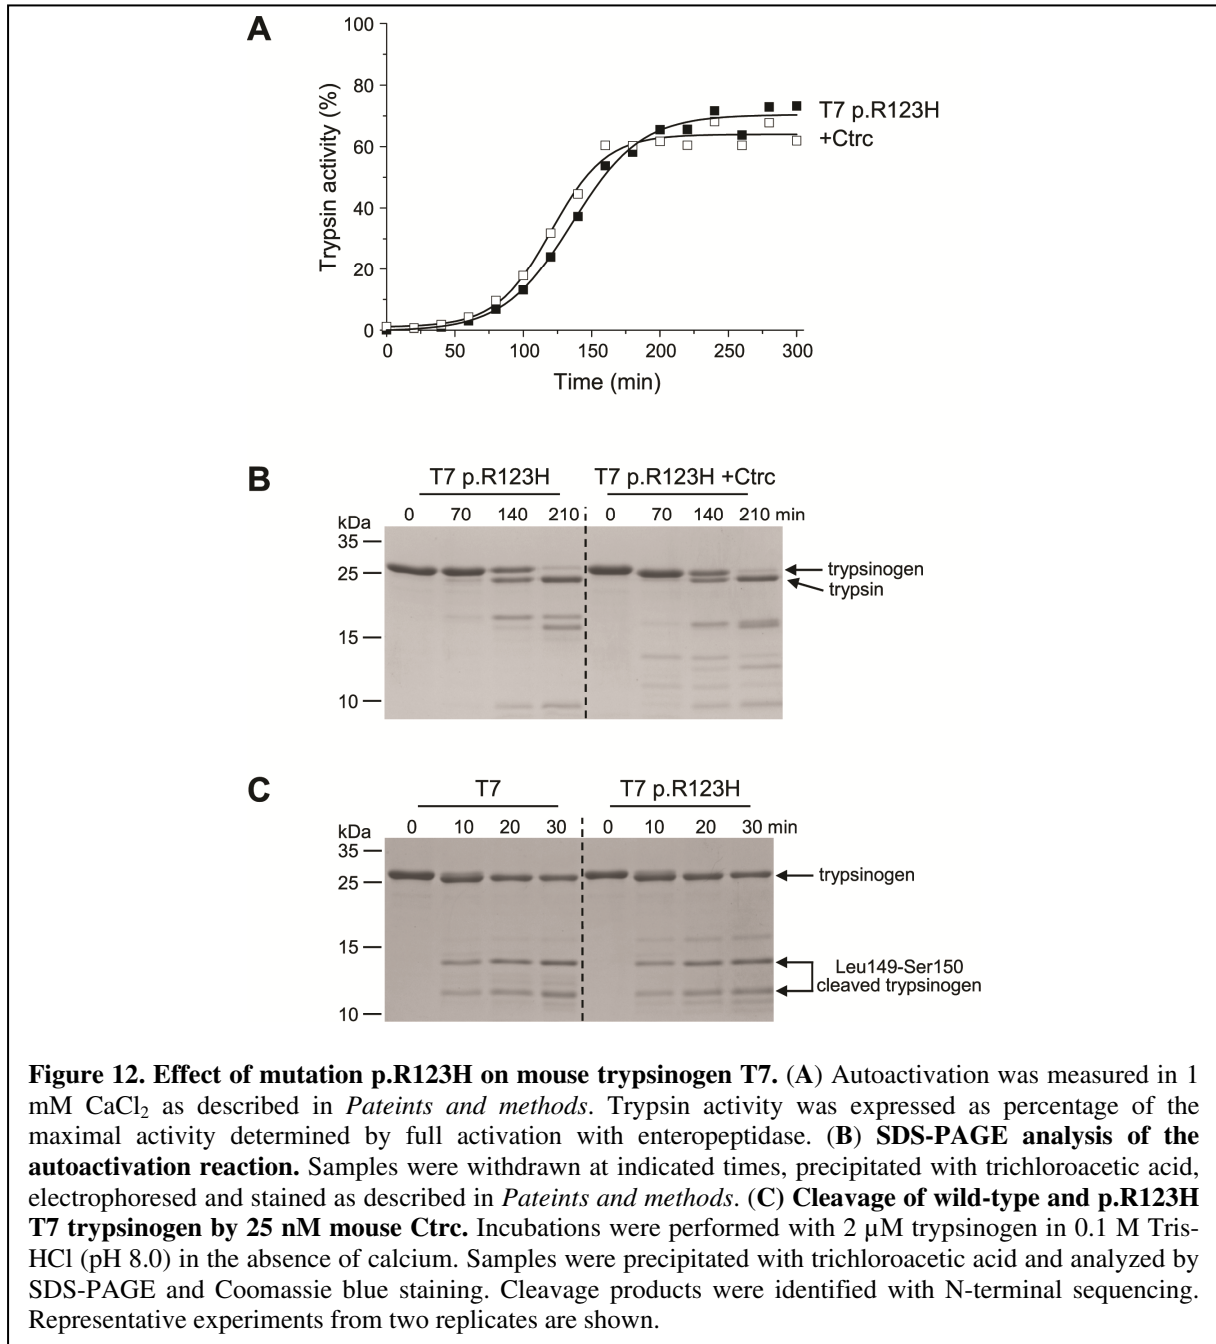 A
100
80
60
40
20
0
Trypsin activity (%)
0 50 100 150 200 250 300
Time (min)
T7 p.R123H
+Ctrc
B
T7 p.R123H T7 p.R123H +Ctrc
0 70 140 210 0 70 140 210 min
kDa
35
25
15
10
trypsinogen
trypsin
C
T7 T7 p.R123H
0 10 20 30 0 10 20 30 min
kDa
35
25
15
10
trypsinogen
Leu149-Ser150
cleaved trypsinogen
Figure 12. Effect of mutation p.R123H on mouse trypsinogen T7. (A) Autoactivation was measured in 1
mM CaCl₂ as described in Pateints and methods. Trypsin activity was expressed as percentage of the
maximal activity determined by full activation with enteropeptidase. (B) SDS-PAGE analysis of the
autoactivation reaction. Samples were withdrawn at indicated times, precipitated with trichloroacetic acid,
electrophoresed and stained as described in Pateints and methods. (C) Cleavage of wild-type and p.R123H
T7 trypsinogen by 25 nM mouse Ctrc. Incubations were performed with 2 µM trypsinogen in 0.1 M Tris-
HCl (pH 8.0) in the absence of calcium. Samples were precipitated with trichloroacetic acid and analyzed by
SDS-PAGE and Coomassie blue staining. Cleavage products were identified with N-terminal sequencing.
Representative experiments from two replicates are shown.